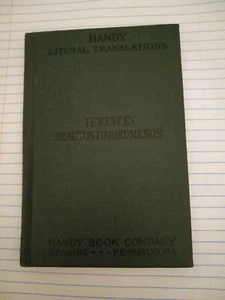 HANDY
LITERAL TRANSLATIONS
TERENCE:
HEAUTONTIMORUMENOS
HANDY BOOK COMPANY
READING PENNSYLVANIA